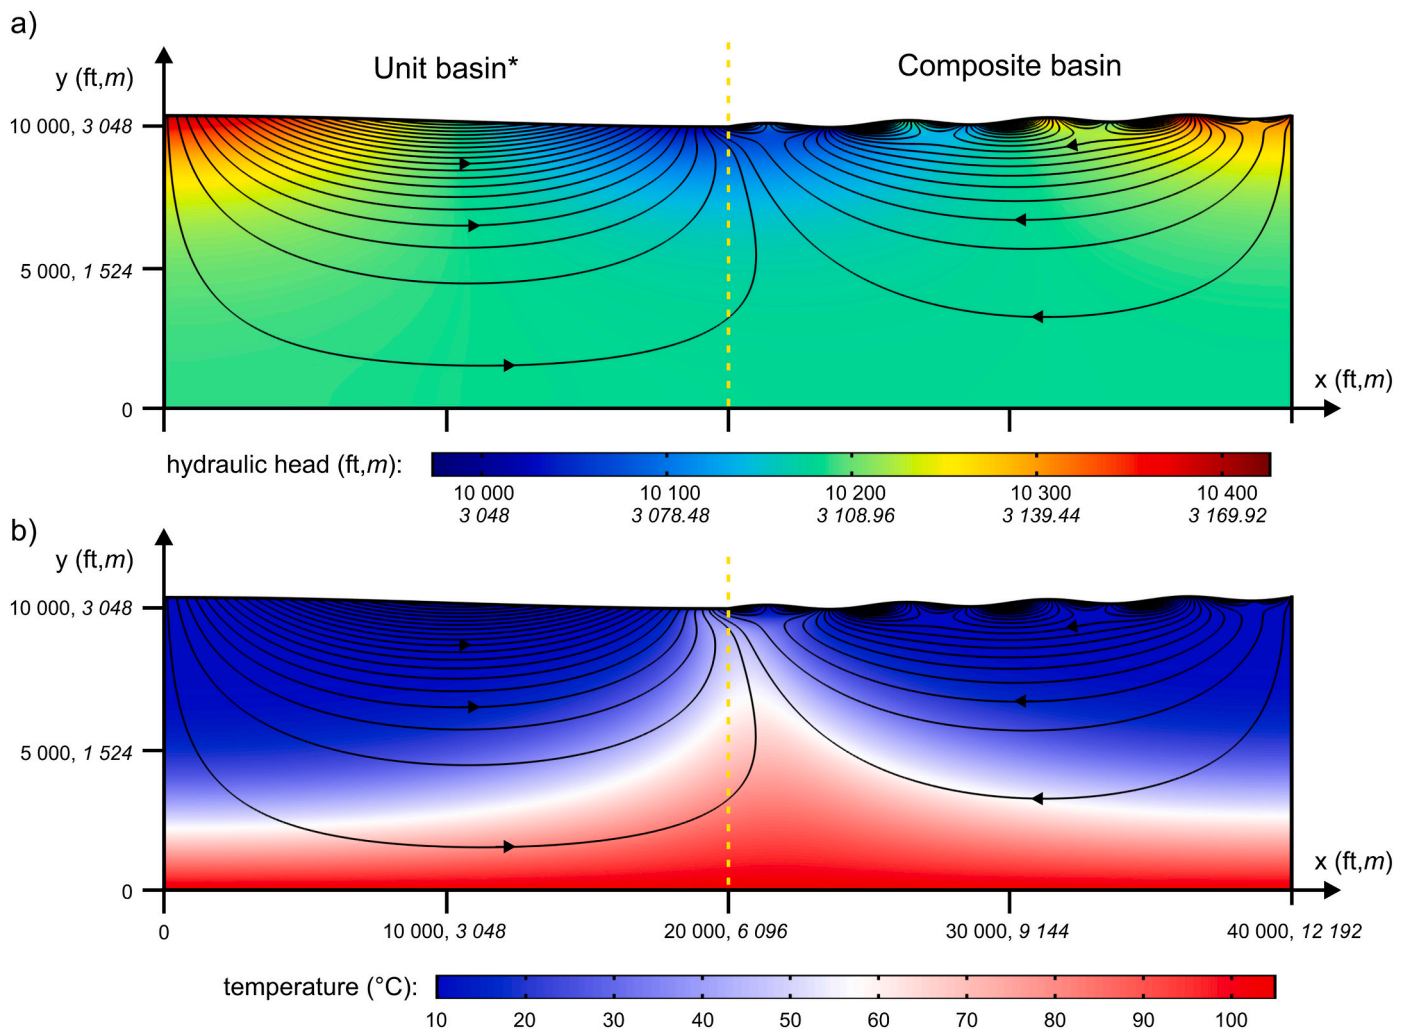 a)
Unit basin*
Composite basin
y (ft,m)
10 000, 3 048
5 000, 1 524
0
x (ft,m)
hydraulic head (ft,m):
10 000 10 100 10 200 10 300 10 400
3 048 3 078.48 3 108.96 3 139.44 3 169.92
b)
y (ft,m)
10 000, 3 048
5 000, 1 524
0
x (ft,m)
0 10 000, 3 048 20 000, 6 096 30 000, 9 144 40 000, 12 192
temperature (°C):
10 20 30 40 50 60 70 80 90 100